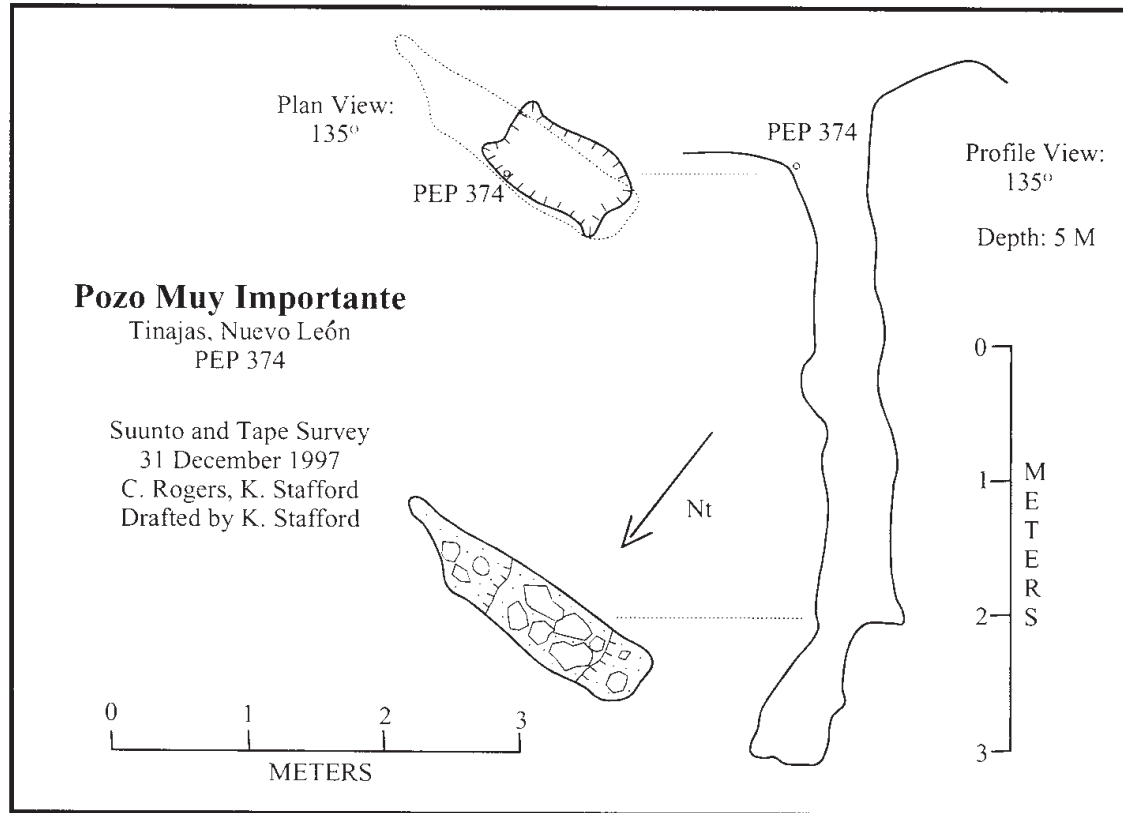 Plan View:
135°
PEP 374
PEP 374
Profile View:
135°
Depth: 5 M
Pozo Muy Importante
Tinajas, Nuevo León
PEP 374
Suunto and Tape Survey
31 December 1997
C. Rogers, K. Stafford
Drafted by K. Stafford
Nt
0
1
2
3
METERS
0
1
2
3
METERS